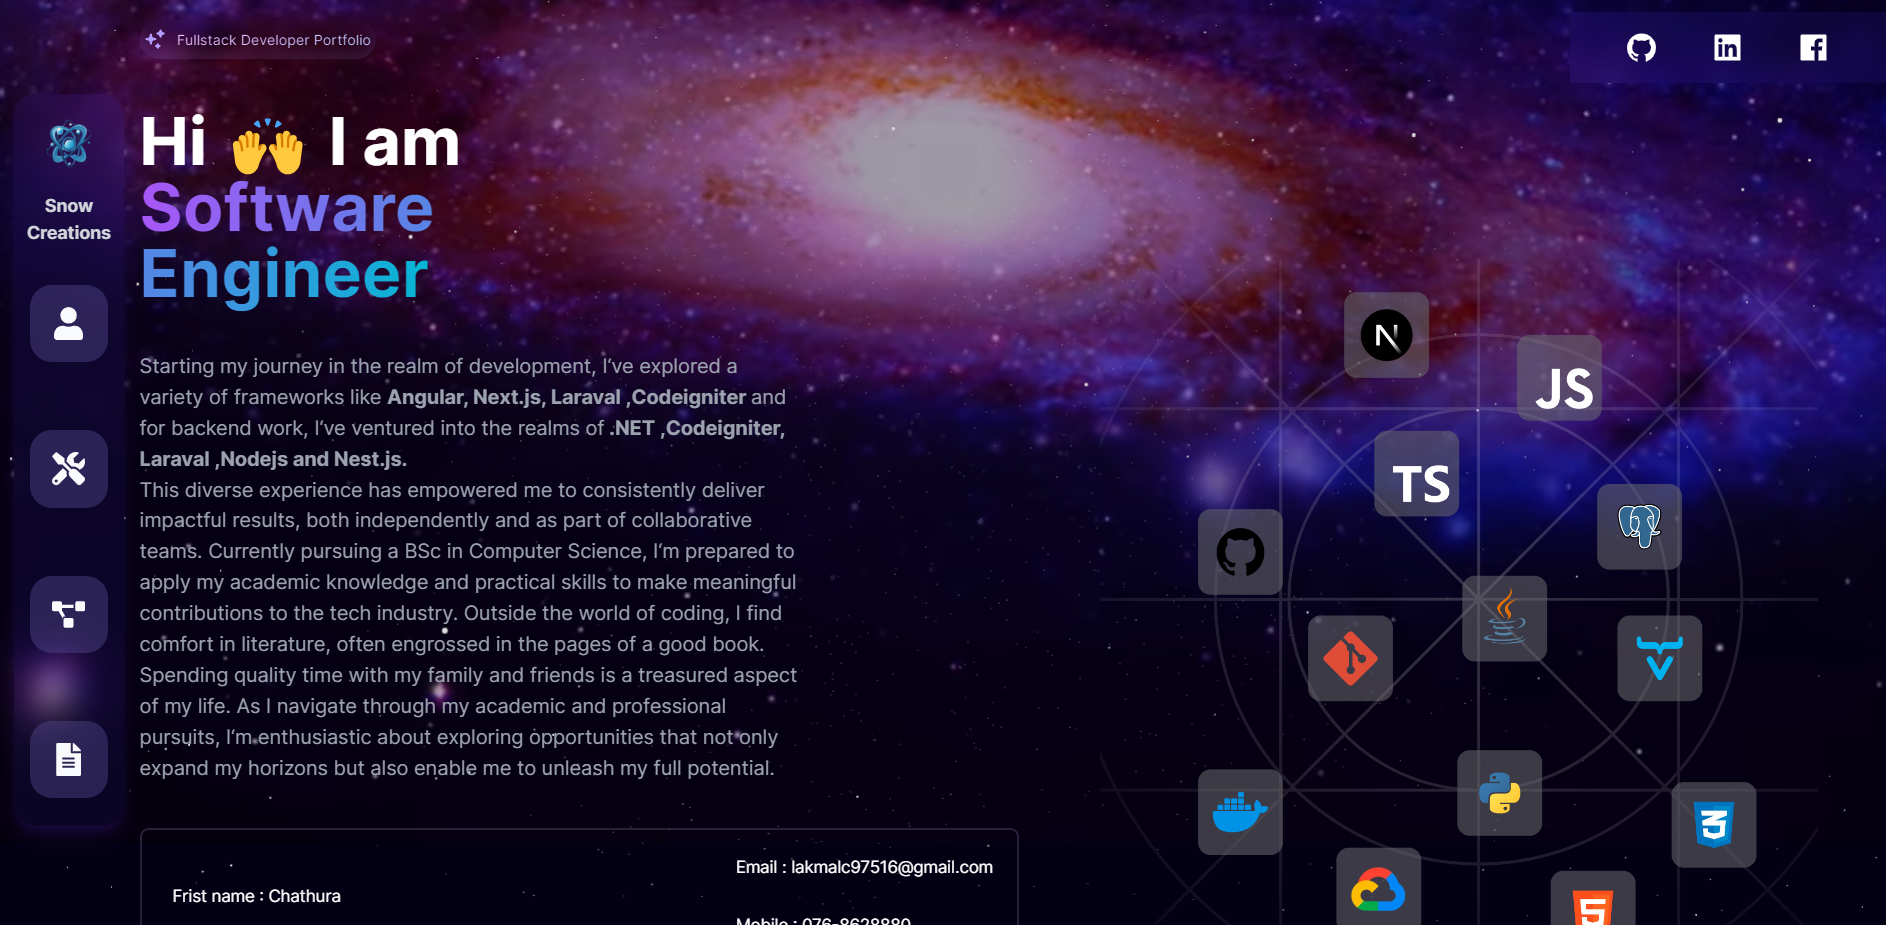 Fullstack Developer Portfolio
Snow
Creations
Hi 🙌 I am
Software
Engineer
Starting my journey in the realm of development, I‘ve explored a
variety of frameworks like Angular, Next.js, Laravel ,Codeigniter and
for backend work, I‘ve ventured into the realms of .NET ,Codeigniter,
Laravel ,Nodejs and Nest.js.
This diverse experience has empowered me to consistently deliver
impactful results, both independently and as part of collaborative
teams. Currently pursuing a BSc in Computer Science, I‘m prepared to
apply my academic knowledge and practical skills to make meaningful
contributions to the tech industry. Outside the world of coding, I find
comfort in literature, often engrossed in the pages of a good book.
Spending quality time with my family and friends is a treasured aspect
of my life. As I navigate through my academic and professional
pursuits, I‘m enthusiastic about exploring opportunities that not only
expand my horizons but also enable me to unleash my full potential.
Frist name : Chathura
Email : lakmalc97516@gmail.com
Mobile : 076-8628880
N
JS
TS
3
5